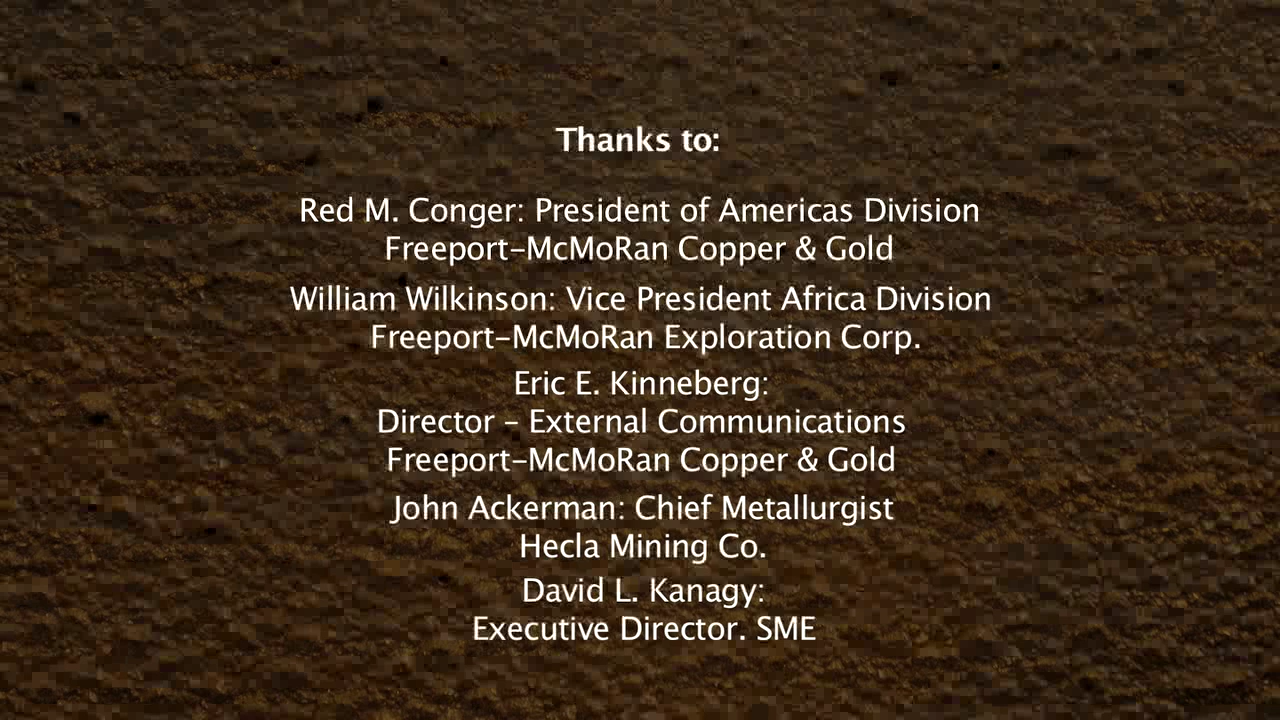 Thanks to:
Red M. Conger: President of Americas Division
Freeport-McMoRan Copper & Gold
William Wilkinson: Vice President Africa Division
Freeport-McMoRan Exploration Corp.
Eric E. Kinneberg:
Director - External Communications
Freeport-McMoRan Copper & Gold
John Ackerman: Chief Metallurgist
Hecla Mining Co.
David L. Kanagy:
Executive Director. SME